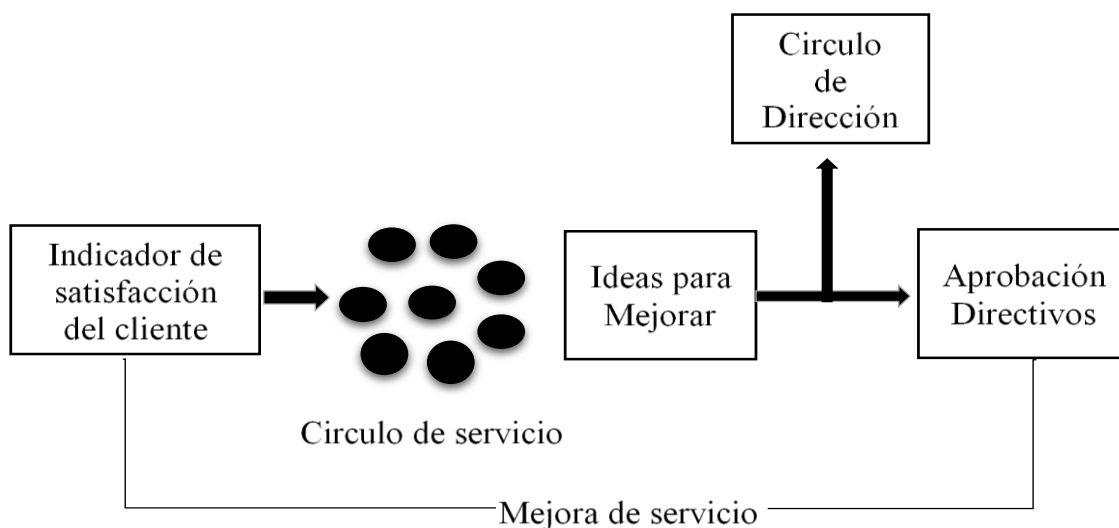 Circulo
de
Dirección
Indicador de
satisfacción
del cliente
Ideas para
Mejorar
Aprobación
Directivos
Circulo de servicio
Mejora de servicio